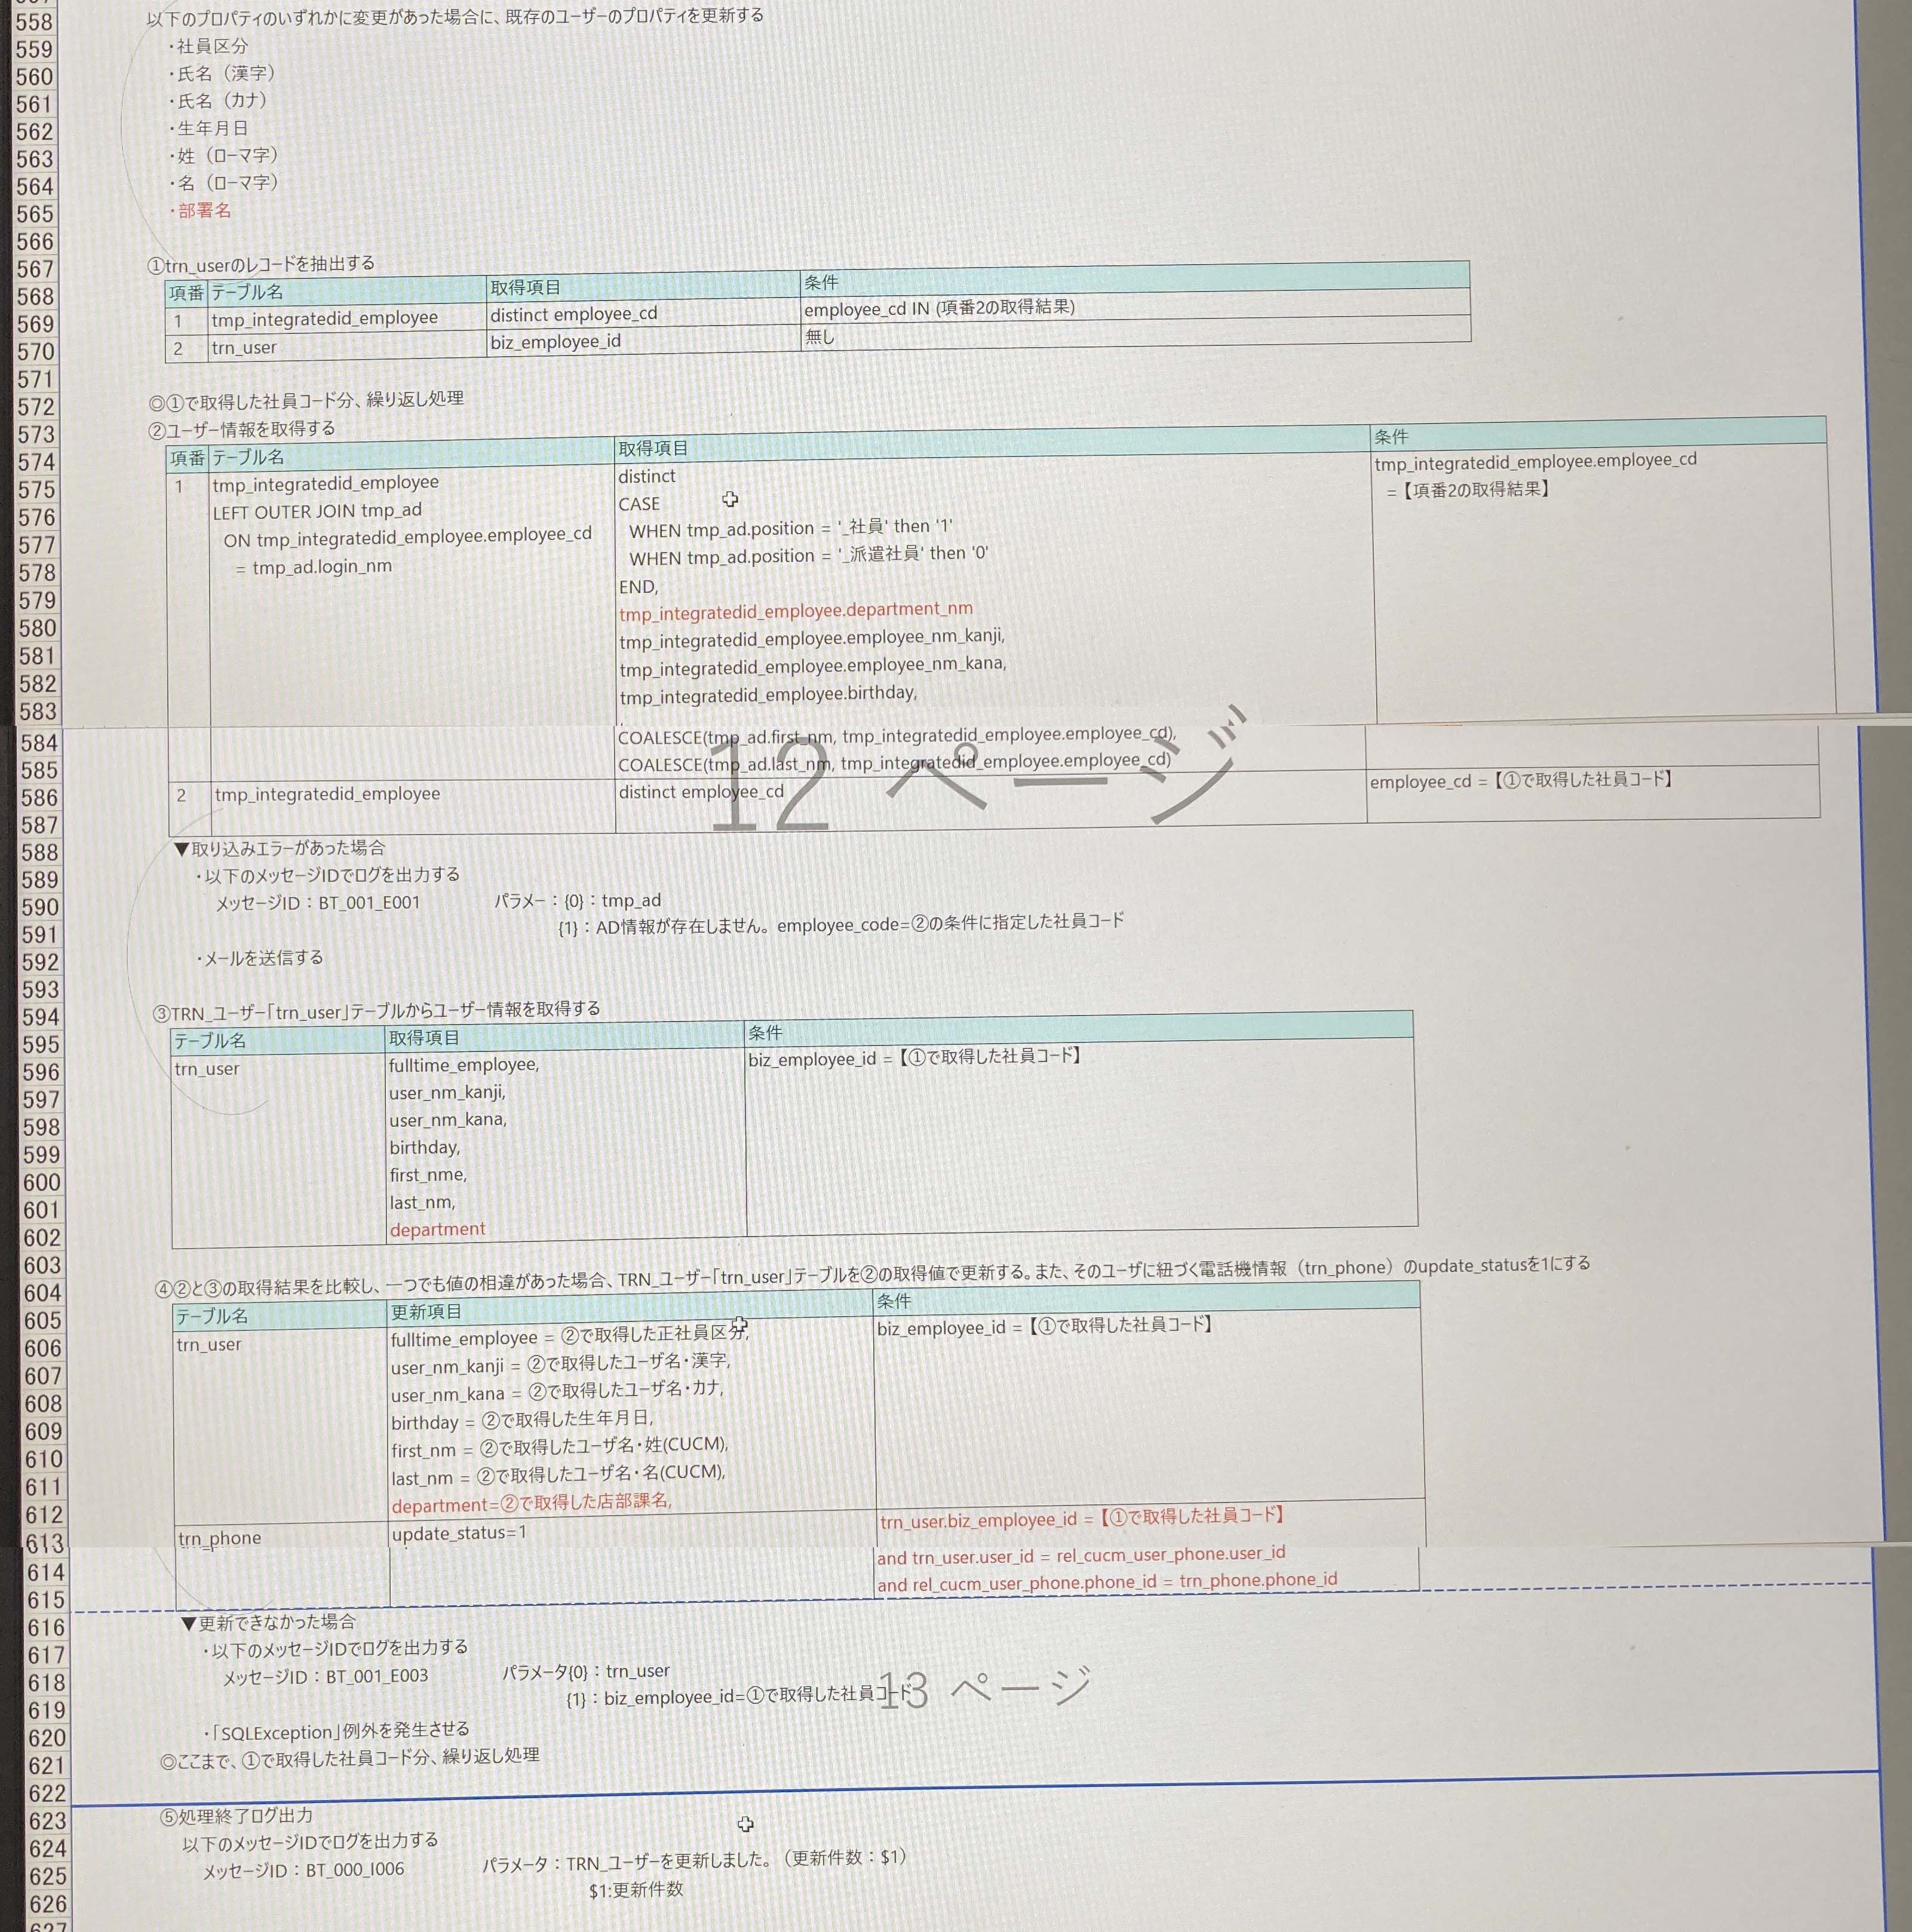 558 以下のプロパティのいずれかに変更があった場合に、既存のユーザーのプロパティを更新する
559 ・社員区分
560 ・氏名（漢字）
561 ・氏名（カナ）
562 ・生年月日
563 ・姓（ローマ字）
564 ・名（ローマ字）
565 ・部署名
566
567 ①trn_userのレコードを抽出する
568 項番 テーブル名 取得項目 条件
569 1 tmp_integratedid_employee distinct employee_cd employee_cd IN (項番2の取得結果)
570 2 trn_user biz_employee_id 無し
571
572 ◎①で取得した社員コード分、繰り返し処理
573 ②ユーザー情報を取得する
574 項番 テーブル名 取得項目 条件
575 1 tmp_integratedid_employee distinct tmp_integratedid_employee.employee_cd
576 LEFT OUTER JOIN tmp_ad CASE =【項番2の取得結果】
577 ON tmp_integratedid_employee.employee_cd WHEN tmp_ad.position = '_社員' then '1'
578 = tmp_ad.login_nm WHEN tmp_ad.position = '_派遣社員' then '0'
579 END,
580 tmp_integratedid_employee.department_nm
581 tmp_integratedid_employee.employee_nm_kanji,
582 tmp_integratedid_employee.employee_nm_kana,
583 tmp_integratedid_employee.birthday,
584 COALESCE(tmp_ad.first_nm, tmp_integratedid_employee.employee_cd),
585 COALESCE(tmp_ad.last_nm, tmp_integratedid_employee.employee_cd)
12 ページ
586 2 tmp_integratedid_employee distinct employee_cd employee_cd =【①で取得した社員コード】
587
588 ▼取り込みエラーがあった場合
589 ・以下のメッセージIDでログを出力する
590 メッセージID：BT_001_E001 パラメー：{0}：tmp_ad
591 {1}：AD情報が存在しません。employee_code=②の条件に指定した社員コード
592 ・メールを送信する
593
594 ③TRN_ユーザー「trn_user」テーブルからユーザー情報を取得する
595 テーブル名 取得項目 条件
596 trn_user fulltime_employee, biz_employee_id =【①で取得した社員コード】
597 user_nm_kanji,
598 user_nm_kana,
599 birthday,
600 first_nme,
601 last_nm,
602 department
603
604 ④②と③の取得結果を比較し、一つでも値の相違があった場合、TRN_ユーザー「trn_user」テーブルを②の取得値で更新する。また、そのユーザに紐づく電話機情報（trn_phone）のupdate_statusを1にする
605 テーブル名 更新項目 条件
606 trn_user fulltime_employee = ②で取得した正社員区分, biz_employee_id =【①で取得した社員コード】
607 user_nm_kanji = ②で取得したユーザ名・漢字,
608 user_nm_kana = ②で取得したユーザ名・カナ,
609 birthday = ②で取得した生年月日,
610 first_nm = ②で取得したユーザ名・姓(CUCM),
611 last_nm = ②で取得したユーザ名・名(CUCM),
612 department=②で取得した店部課名,
613 trn_phone update_status=1 trn_user.biz_employee_id =【①で取得した社員コード】
614 and trn_user.user_id = rel_cucm_user_phone.user_id
615 and rel_cucm_user_phone.phone_id = trn_phone.phone_id
616 ▼更新できなかった場合
617 ・以下のメッセージIDでログを出力する
618 メッセージID：BT_001_E003 パラメータ{0}：trn_user
619 {1}：biz_employee_id=①で取得した社員コード
13 ページ
620 ・「SQLException」例外を発生させる
621 ◎ここまで、①で取得した社員コード分、繰り返し処理
622
623 ⑤処理終了ログ出力
624 以下のメッセージIDでログを出力する
625 メッセージID：BT_000_I006 パラメータ：TRN_ユーザーを更新しました。（更新件数：$1）
626 $1:更新件数
627